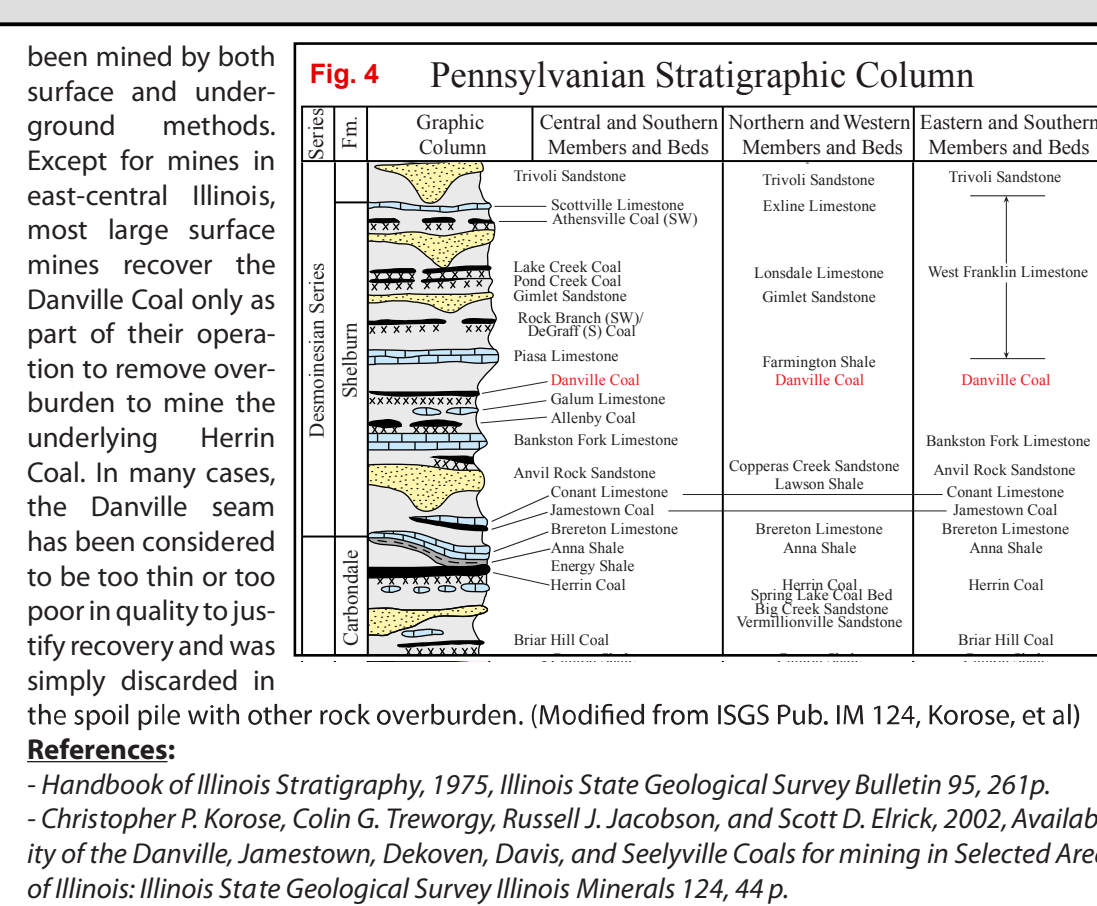 been mined by both
surface and under-
ground methods.
Except for mines in
east-central Illinois,
most large surface
mines recover the
Danville Coal only as
part of their opera-
tion to remove over-
burden to mine the
underlying Herrin
Coal. In many cases,
the Danville seam
has been considered
to be too thin or too
poor in quality to jus-
tify recovery and was
simply discarded in
the spoil pile with other rock overburden. (Modified from ISGS Pub. IM 124, Korose, et al)
Fig. 4 Pennsylvanian Stratigraphic Column
Series
Fm.
Graphic
Column
Central and Southern
Members and Beds
Northern and Western
Members and Beds
Eastern and Southern
Members and Beds
Desmoinesian Series
Shelburn
Carbondale
Trivoli Sandstone
Scottville Limestone
Athensville Coal (SW)
Lake Creek Coal
Pond Creek Coal
Gimlet Sandstone
Rock Branch (SW)/
DeGraff (S) Coal
Piasa Limestone
Danville Coal
Galum Limestone
Allenby Coal
Bankston Fork Limestone
Anvil Rock Sandstone
Conant Limestone
Jamestown Coal
Brereton Limestone
Anna Shale
Energy Shale
Herrin Coal
Briar Hill Coal
Trivoli Sandstone
Exline Limestone
Lonsdale Limestone
Gimlet Sandstone
Farmington Shale
Danville Coal
Copperas Creek Sandstone
Lawson Shale
Brereton Limestone
Anna Shale
Herrin Coal
Spring Lake Coal Bed
Big Creek Sandstone
Vermillionville Sandstone
Trivoli Sandstone
West Franklin Limestone
Danville Coal
Bankston Fork Limestone
Anvil Rock Sandstone
Conant Limestone
Jamestown Coal
Brereton Limestone
Anna Shale
Herrin Coal
Briar Hill Coal
References:
- Handbook of Illinois Stratigraphy, 1975, Illinois State Geological Survey Bulletin 95, 261p.
- Christopher P. Korose, Colin G. Treworgy, Russell J. Jacobson, and Scott D. Elrick, 2002, Availab
ity of the Danville, Jamestown, Dekoven, Davis, and Seelyville Coals for mining in Selected Are
of Illinois: Illinois State Geological Survey Illinois Minerals 124, 44 p.